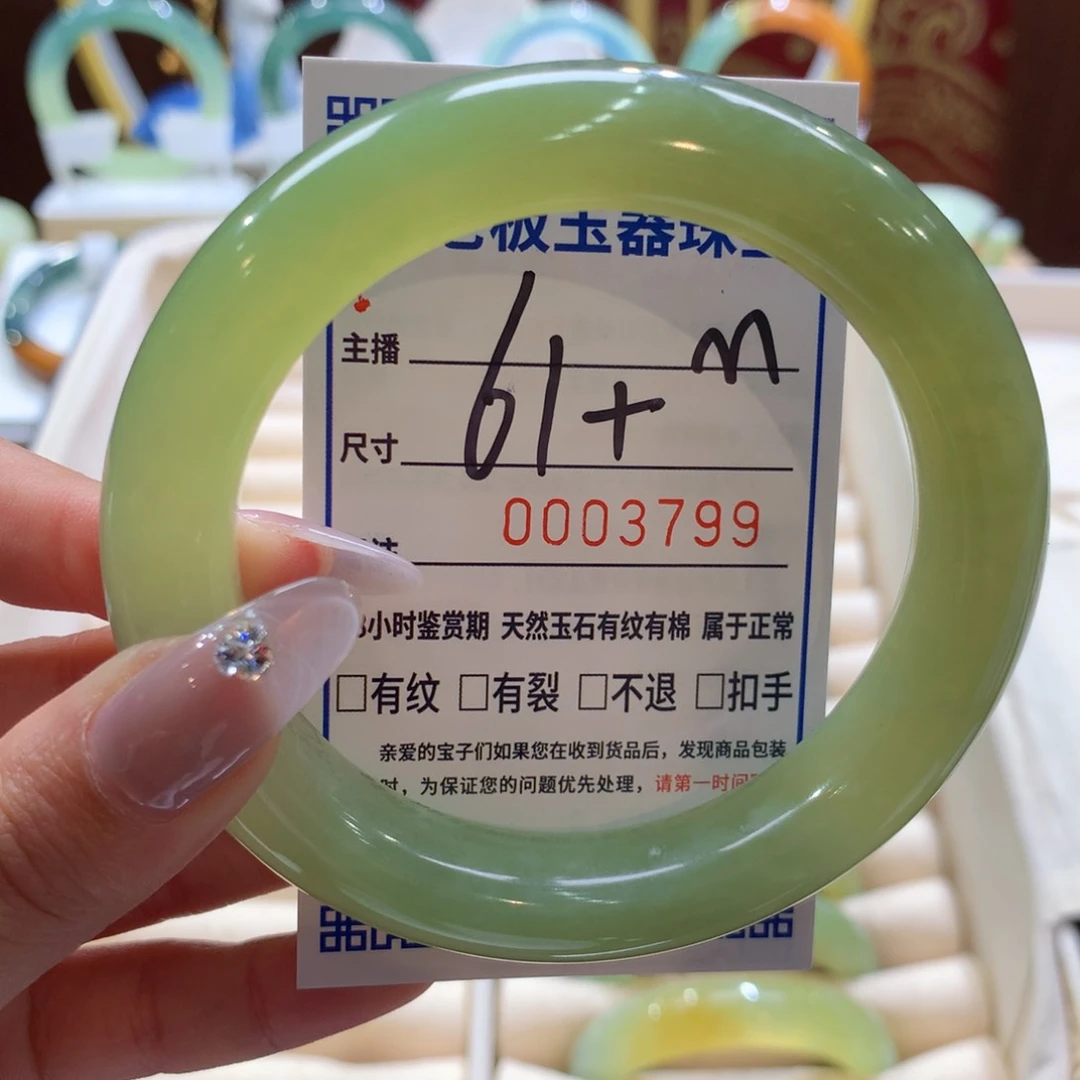 板玉器珠
主播
m
尺寸
61+
0003799
小时鉴赏期 天然玉石有纹有棉 属于正常
□有纹 □有裂 □不退 □扣手
亲爱的宝子们如果您在收到货品后，发现商品包装
时，为保证您的问题优先处理，请第一时间